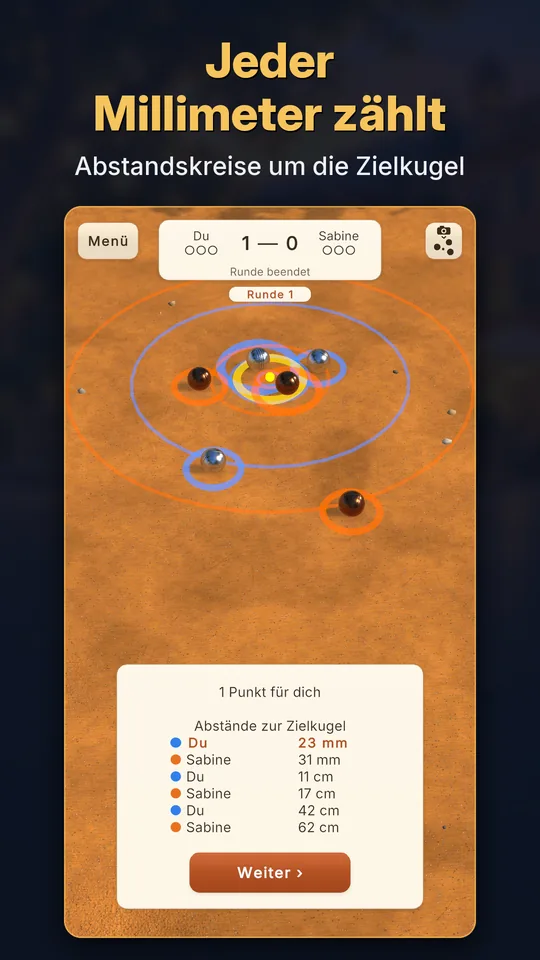 Jeder
Millimeter zählt
Abstandskreise um die Zielkugel
Menü
Du
1 — 0
Sabine
Runde beendet
Runde 1
1 Punkt für dich
Abstände zur Zielkugel
Du 23 mm
Sabine 31 mm
Du 11 cm
Sabine 17 cm
Du 42 cm
Sabine 62 cm
Weiter ›